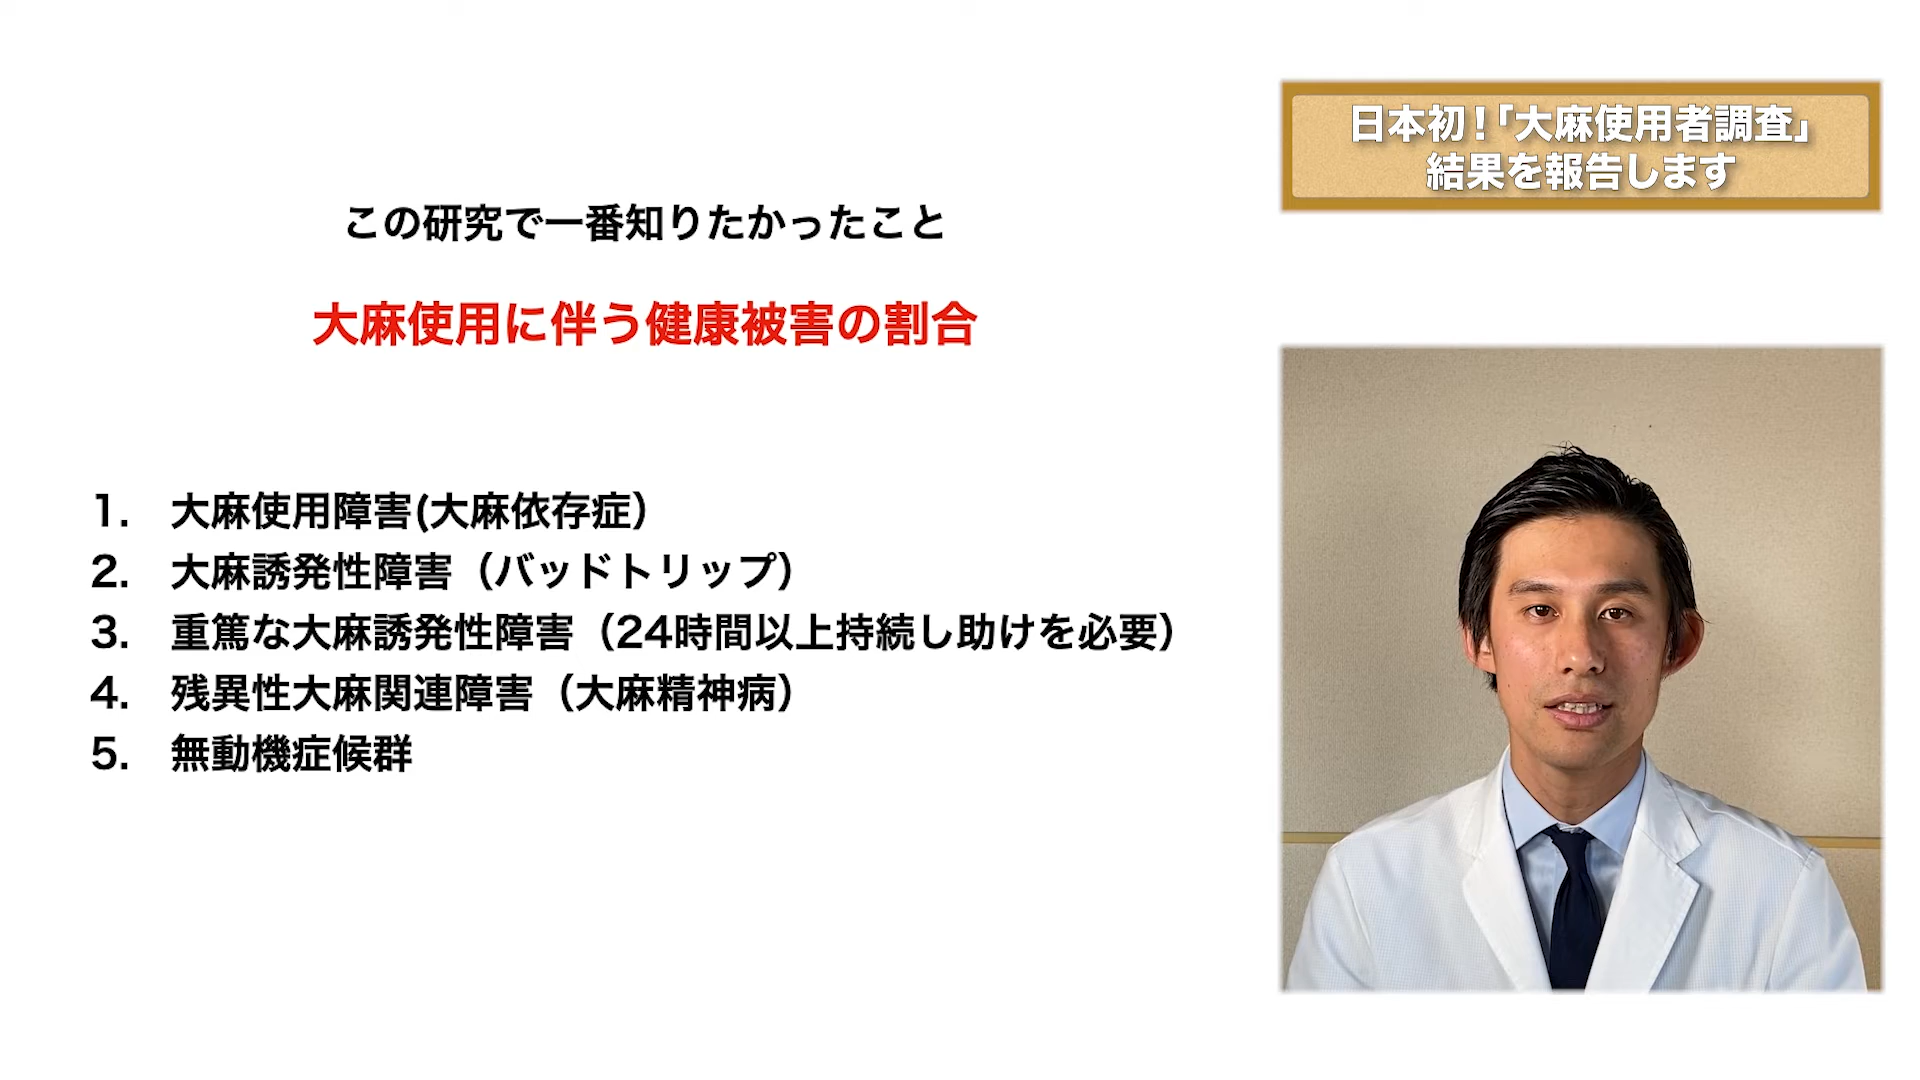 日本初！「大麻使用者調査」
結果を報告します
この研究で一番知りたかったこと
大麻使用に伴う健康被害の割合
1. 大麻使用障害(大麻依存症）
2. 大麻誘発性障害（バッドトリップ）
3. 重篤な大麻誘発性障害（24時間以上持続し助けを必要）
4. 残異性大麻関連障害（大麻精神病）
5. 無動機症候群